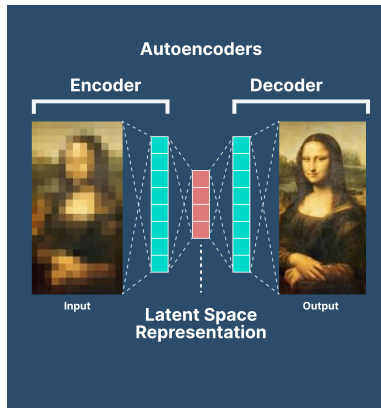 Autoencoders
Encoder
Decoder
Input
Output
Latent Space
Representation